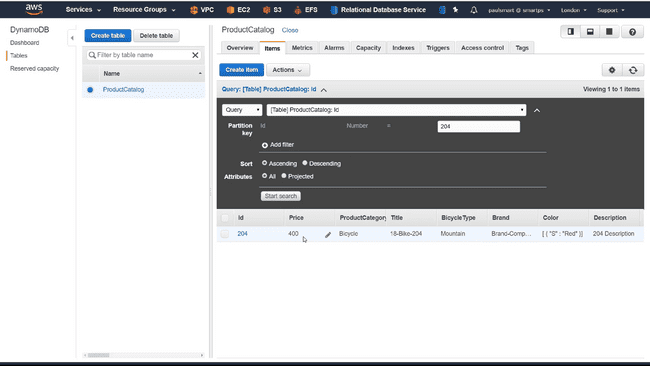 aws Services Resource Groups VPC EC2 S3 EFS Relational Database Service paulsmart @ smartps London Support
DynamoDB
Dashboard
Tables
Reserved capacity
Create table Delete table
Filter by table name
Name
ProductCatalog
ProductCatalog Close
Overview Items Metrics Alarms Capacity Indexes Triggers Access control Tags
Create item Actions
Query: [Table] ProductCatalog: Id Viewing 1 to 1 items
Query [Table] ProductCatalog: Id
Partition key Id Number = 204
Add filter
Sort Ascending Descending
Attributes All Projected
Start search
Id Price ProductCategory Title BicycleType Brand Color Description
204 400 Bicycle 18-Bike-204 Mountain Brand-Comp... [ { "S" : "Red" }] 204 Description